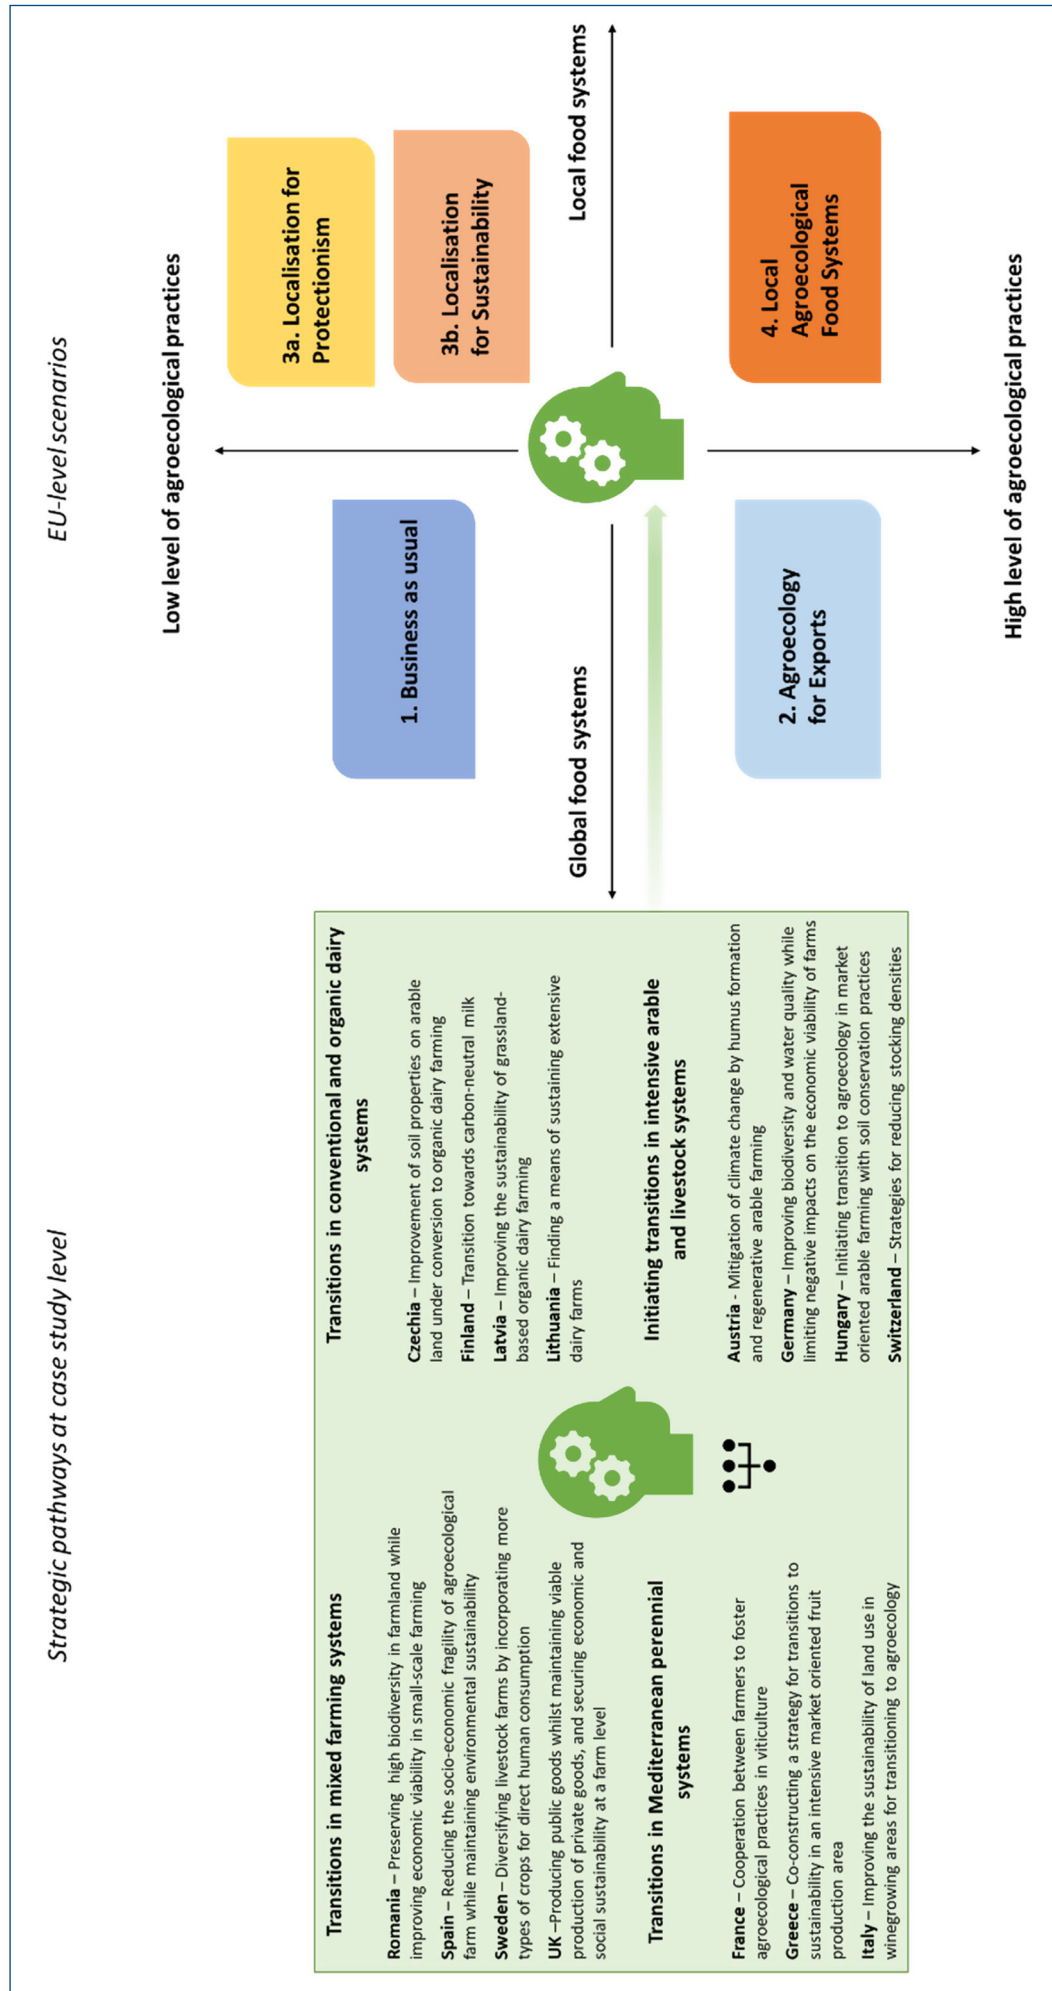 Strategic pathways at case study level
Transitions in mixed farming systems
Romania – Preserving high biodiversity in farmland while
improving economic viability in small-scale farming
Spain – Reducing the socio-economic fragility of agroecological
farm while maintaining environmental sustainability
Sweden – Diversifying livestock farms by incorporating more
types of crops for direct human consumption
UK –Producing public goods whilst maintaining viable
production of private goods, and securing economic and
social sustainability at a farm level
Transitions in conventional and organic dairy
systems
Czechia – Improvement of soil properties on arable
land under conversion to organic dairy farming
Finland – Transition towards carbon-neutral milk
Latvia – Improving the sustainability of grassland-
based organic dairy farming
Lithuania – Finding a means of sustaining extensive
dairy farms
Transitions in Mediterranean perennial
systems
France – Cooperation between farmers to foster
agroecological practices in viticulture
Greece – Co-constructing a strategy for transitions to
sustainability in an intensive market oriented fruit
production area
Italy – Improving the sustainability of land use in
winegrowing areas for transitioning to agroecology
Initiating transitions in intensive arable
and livestock systems
Austria - Mitigation of climate change by humus formation
and regenerative arable farming
Germany – Improving biodiversity and water quality while
limiting negative impacts on the economic viability of farms
Hungary – Initiating transition to agroecology in market
oriented arable farming with soil conservation practices
Switzerland – Strategies for reducing stocking densities
EU-level scenarios
Low level of agroecological practices
1. Business as usual
3a. Localisation for
Protectionism
3b. Localisation
for Sustainability
Global food systems
Local food systems
2. Agroecology
for Exports
4. Local
Agroecological
Food Systems
High level of agroecological practices